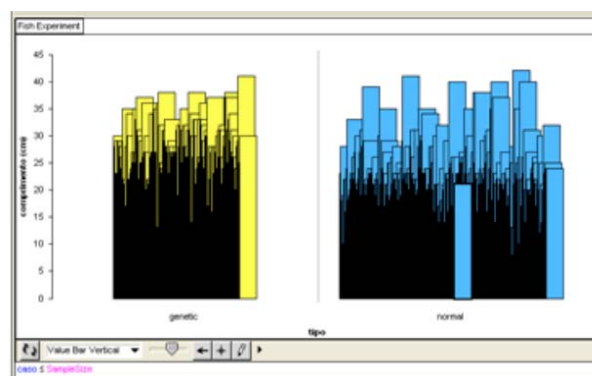 Fish Experiment
45
40
35
30
25
20
15
10
5
0
comprimento (cm)
genetic
normal
tipo
Value Bar Vertical
caso ≤ SampleSize